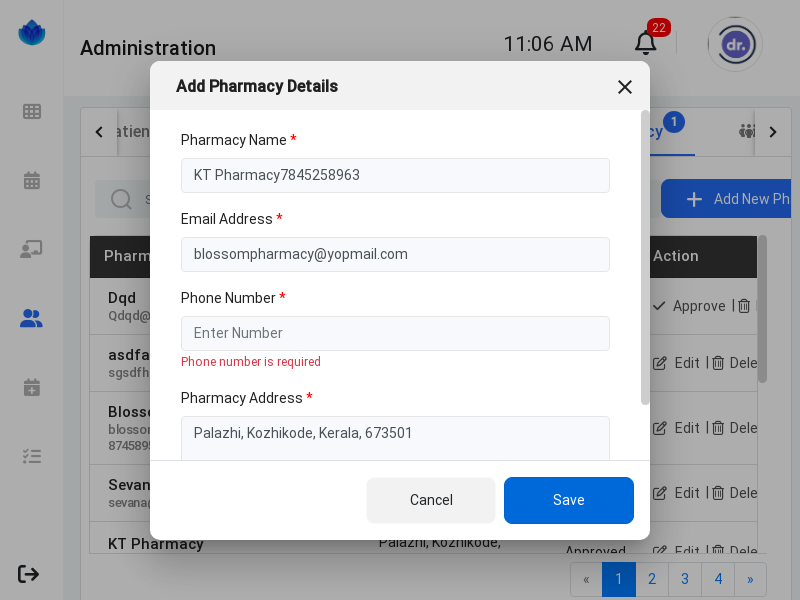 Administration
11:06 AM
22
dr.
Add Pharmacy Details
Pharmacy Name *
KT Pharmacy7845258963
Email Address *
blossompharmacy@yopmail.com
Phone Number *
Enter Number
Phone number is required
Pharmacy Address *
Palazhi, Kozhikode, Kerala, 673501
Cancel
Save
1
Add New Ph
Pharm
Action
Dqd
Qdqd@
Approve |
asdfa
sgsdfh
Edit | Dele
Blosso
blosson
874589
Edit | Dele
Sevan
sevana
Edit | Dele
KT Pharmacy
Palazhi, Kozhikode,
Approved
Edit | Dele
« 1 2 3 4 »